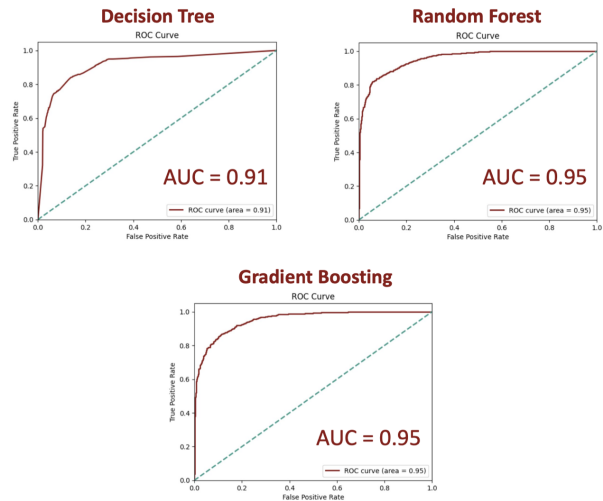 Decision Tree
ROC Curve
True Positive Rate
1.0
0.8
0.6
0.4
0.2
0.0
AUC = 0.91
ROC curve (area = 0.91)
0.0 0.2 0.4 0.6 0.8 1.0
False Positive Rate
Random Forest
ROC Curve
True Positive Rate
1.0
0.8
0.6
0.4
0.2
0.0
AUC = 0.95
ROC curve (area = 0.95)
0.0 0.2 0.4 0.6 0.8 1.0
False Positive Rate
Gradient Boosting
ROC Curve
True Positive Rate
1.0
0.8
0.6
0.4
0.2
0.0
AUC = 0.95
ROC curve (area = 0.95)
0.0 0.2 0.4 0.6 0.8 1.0
False Positive Rate